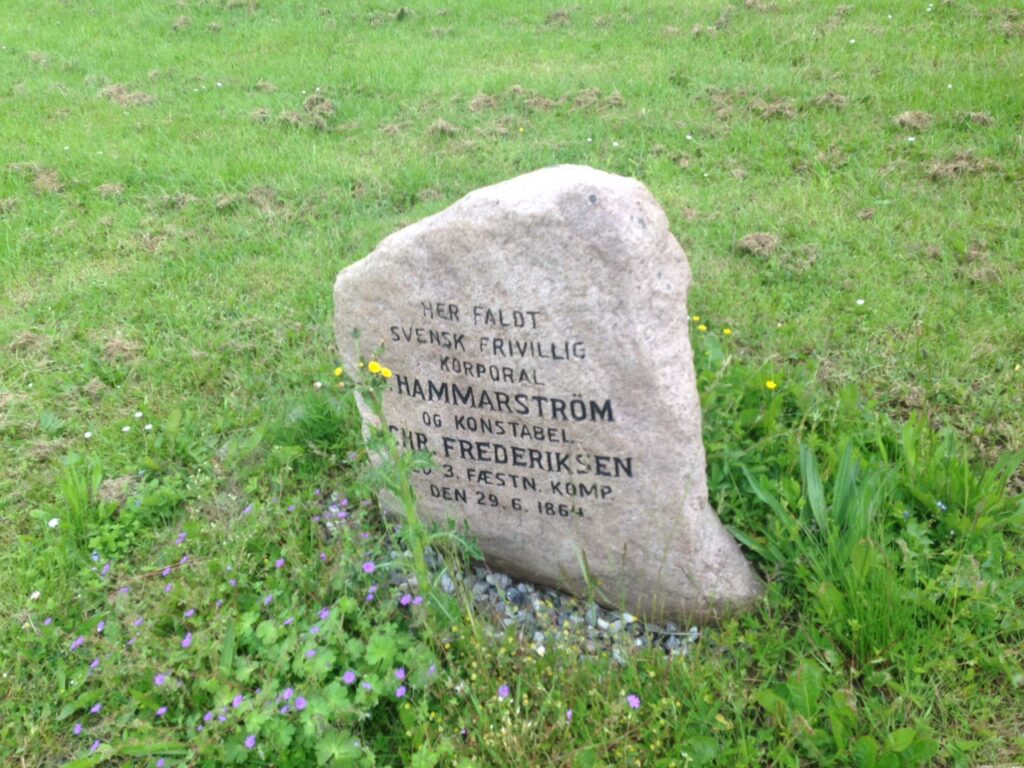 HER FALDT
SVENSK FRIVILLIG
KORPORAL
HAMMARSTRÖM
OG KONSTABEL
CHR. FREDERIKSEN
3. FÆSTN. KOMP.
DEN 29. 6. 1864.